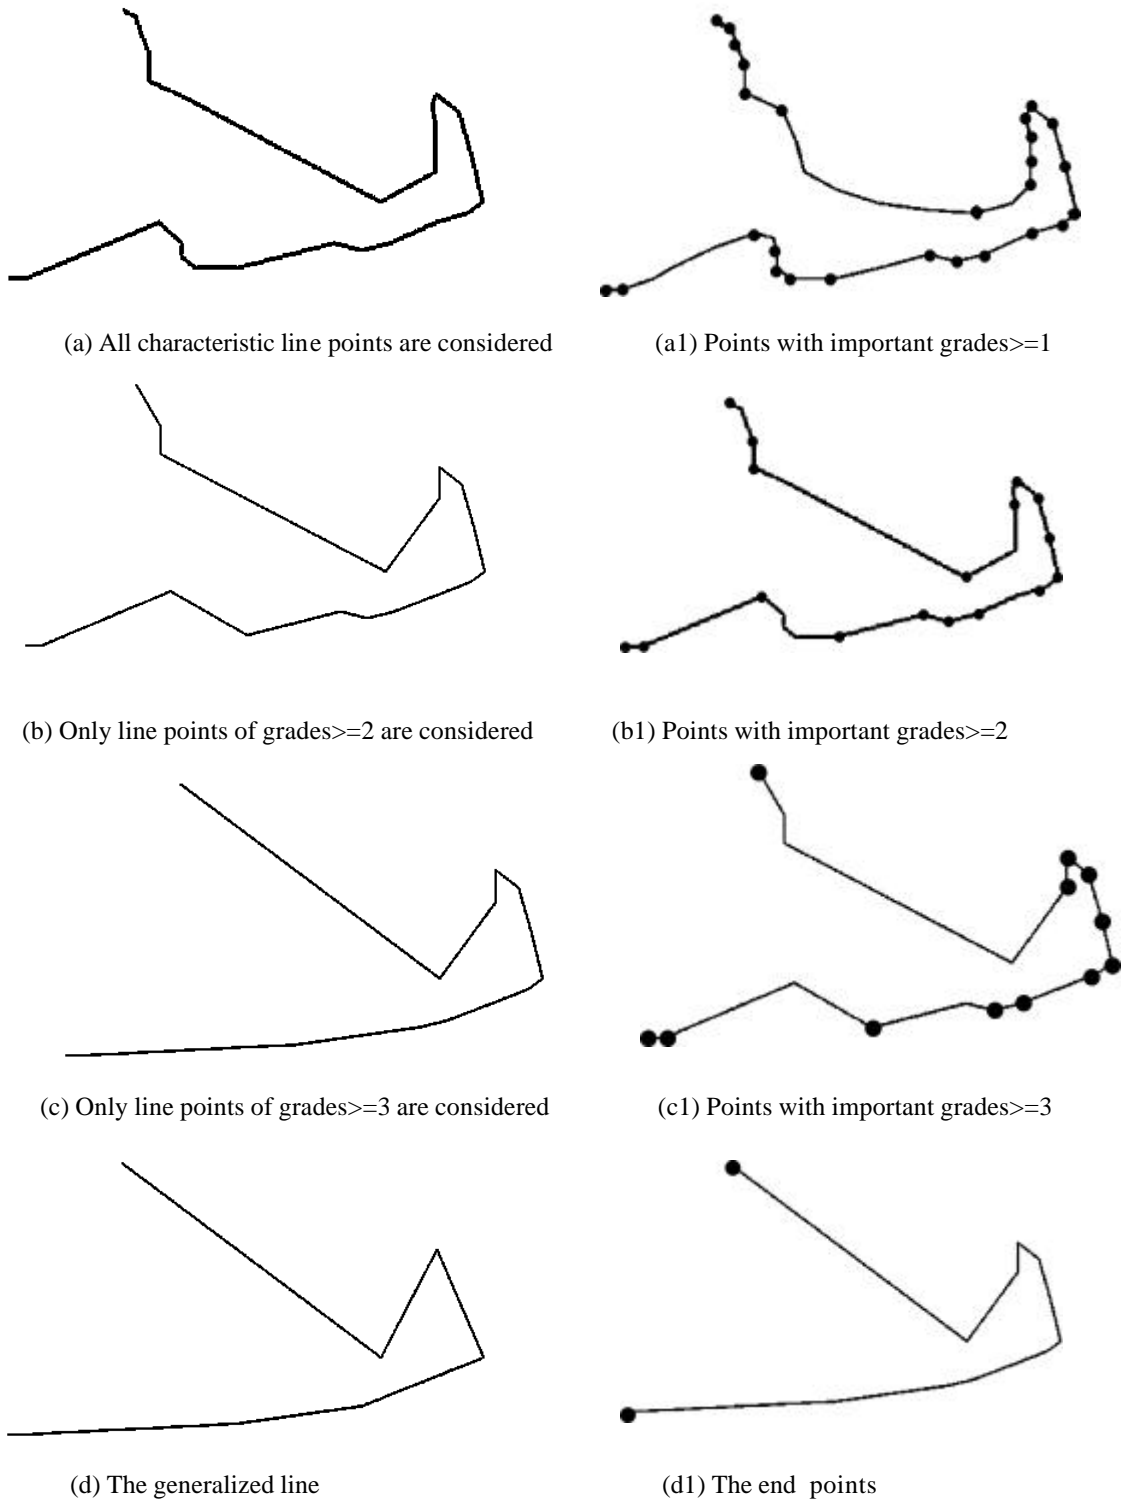 (a) All characteristic line points are considered
(a1) Points with important grades>=1
(b) Only line points of grades>=2 are considered
(b1) Points with important grades>=2
(c) Only line points of grades>=3 are considered
(c1) Points with important grades>=3
(d) The generalized line
(d1) The end points